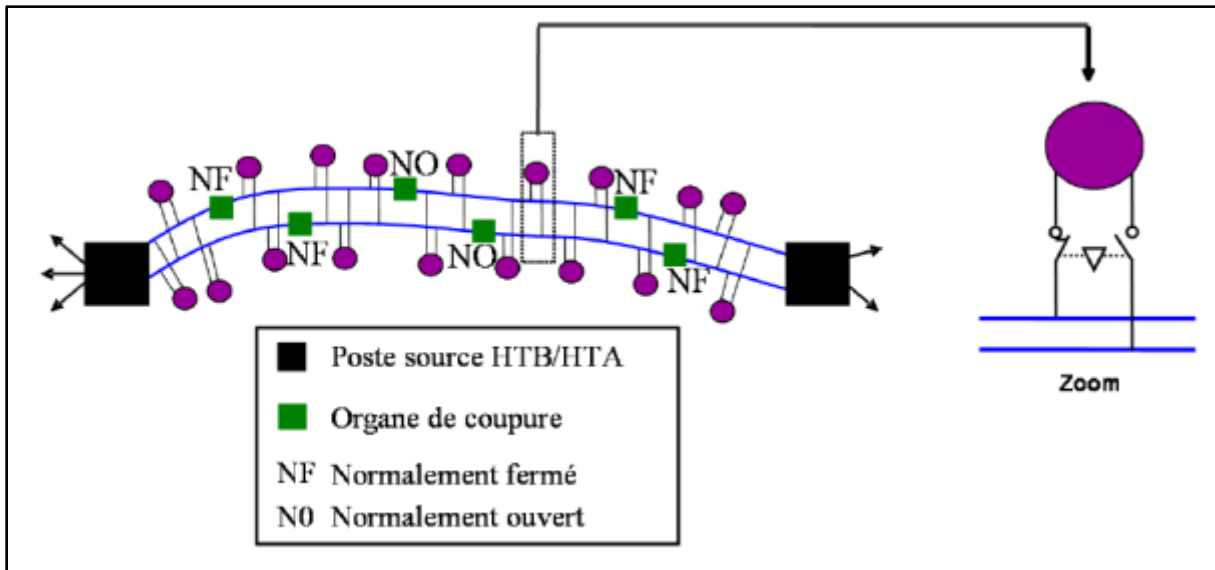 NF
NO
NF
NF
NO
NF
Poste source HTB/HTA
Organe de coupure
NF Normalement fermé
N0 Normalement ouvert
Zoom